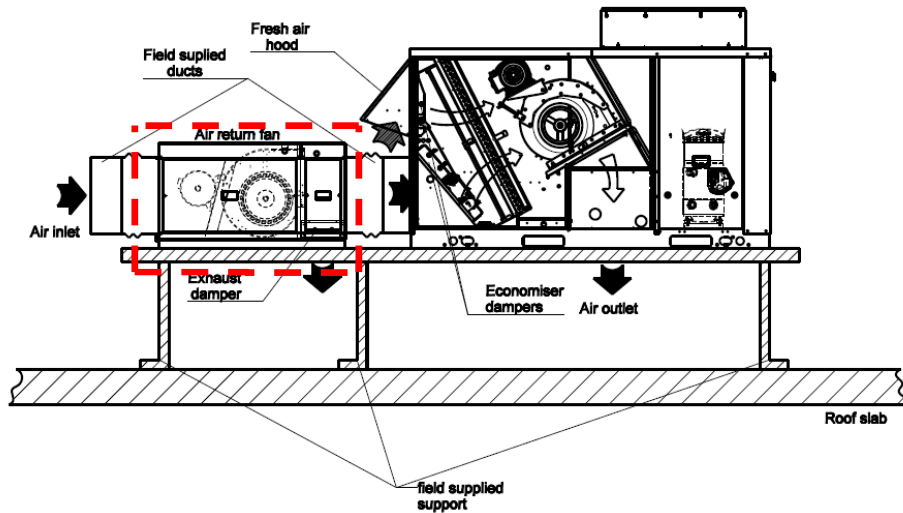 Fresh air
hood
Field suplied
ducts
Air return fan
Air inlet
Exhaust
damper
Economiser
dampers
Air outlet
Roof slab
field supplied
support